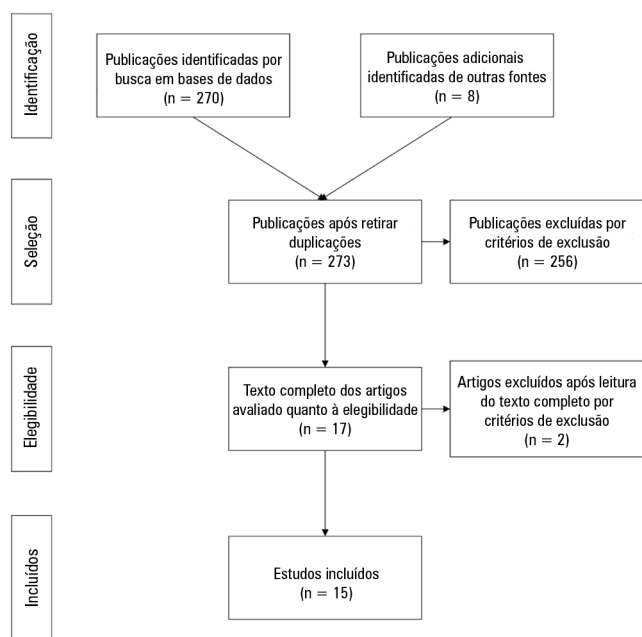 Identificação
Publicações identificadas por
busca em bases de dados
(n = 270)
Publicações adicionais
identificadas de outras fontes
(n = 8)
Seleção
Publicações após retirar
duplicações
(n = 273)
Publicações excluídas por
critérios de exclusão
(n = 256)
Elegibilidade
Texto completo dos artigos
avaliado quanto à elegibilidade
(n = 17)
Artigos excluídos após leitura
do texto completo por
critérios de exclusão
(n = 2)
Incluídos
Estudos incluídos
(n = 15)